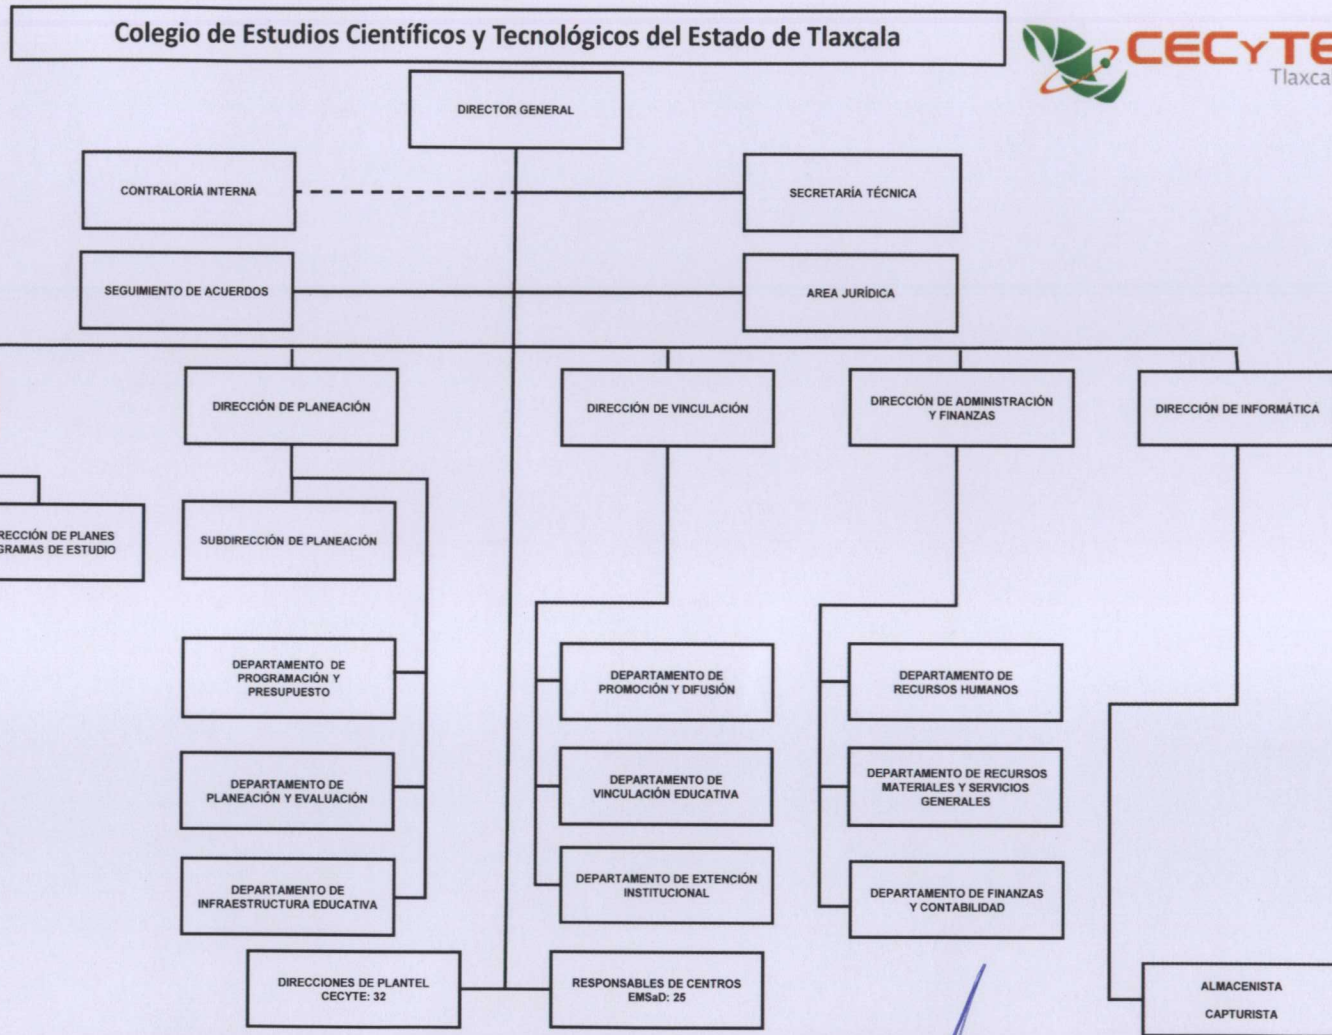 Colegio de Estudios Científicos y Tecnológicos del Estado de Tlaxcala
CECyTE
Tlaxca
DIRECTOR GENERAL
CONTRALORÍA INTERNA
SECRETARÍA TÉCNICA
SEGUIMIENTO DE ACUERDOS
AREA JURÍDICA
DIRECCIÓN DE PLANEACIÓN
DIRECCIÓN DE VINCULACIÓN
DIRECCIÓN DE ADMINISTRACIÓN
Y FINANZAS
DIRECCIÓN DE INFORMÁTICA
RECCIÓN DE PLANES
GRAMAS DE ESTUDIO
SUBDIRECCIÓN DE PLANEACIÓN
DEPARTAMENTO DE
PROGRAMACIÓN Y
PRESUPUESTO
DEPARTAMENTO DE
PROMOCIÓN Y DIFUSIÓN
DEPARTAMENTO DE
RECURSOS HUMANOS
DEPARTAMENTO DE
PLANEACIÓN Y EVALUACIÓN
DEPARTAMENTO DE
VINCULACIÓN EDUCATIVA
DEPARTAMENTO DE RECURSOS
MATERIALES Y SERVICIOS
GENERALES
DEPARTAMENTO DE
INFRAESTRUCTURA EDUCATIVA
DEPARTAMENTO DE EXTENCIÓN
INSTITUCIONAL
DEPARTAMENTO DE FINANZAS
Y CONTABILIDAD
DIRECCIONES DE PLANTEL
CECYTE: 32
RESPONSABLES DE CENTROS
EMSaD: 25
ALMACENISTA
CAPTURISTA